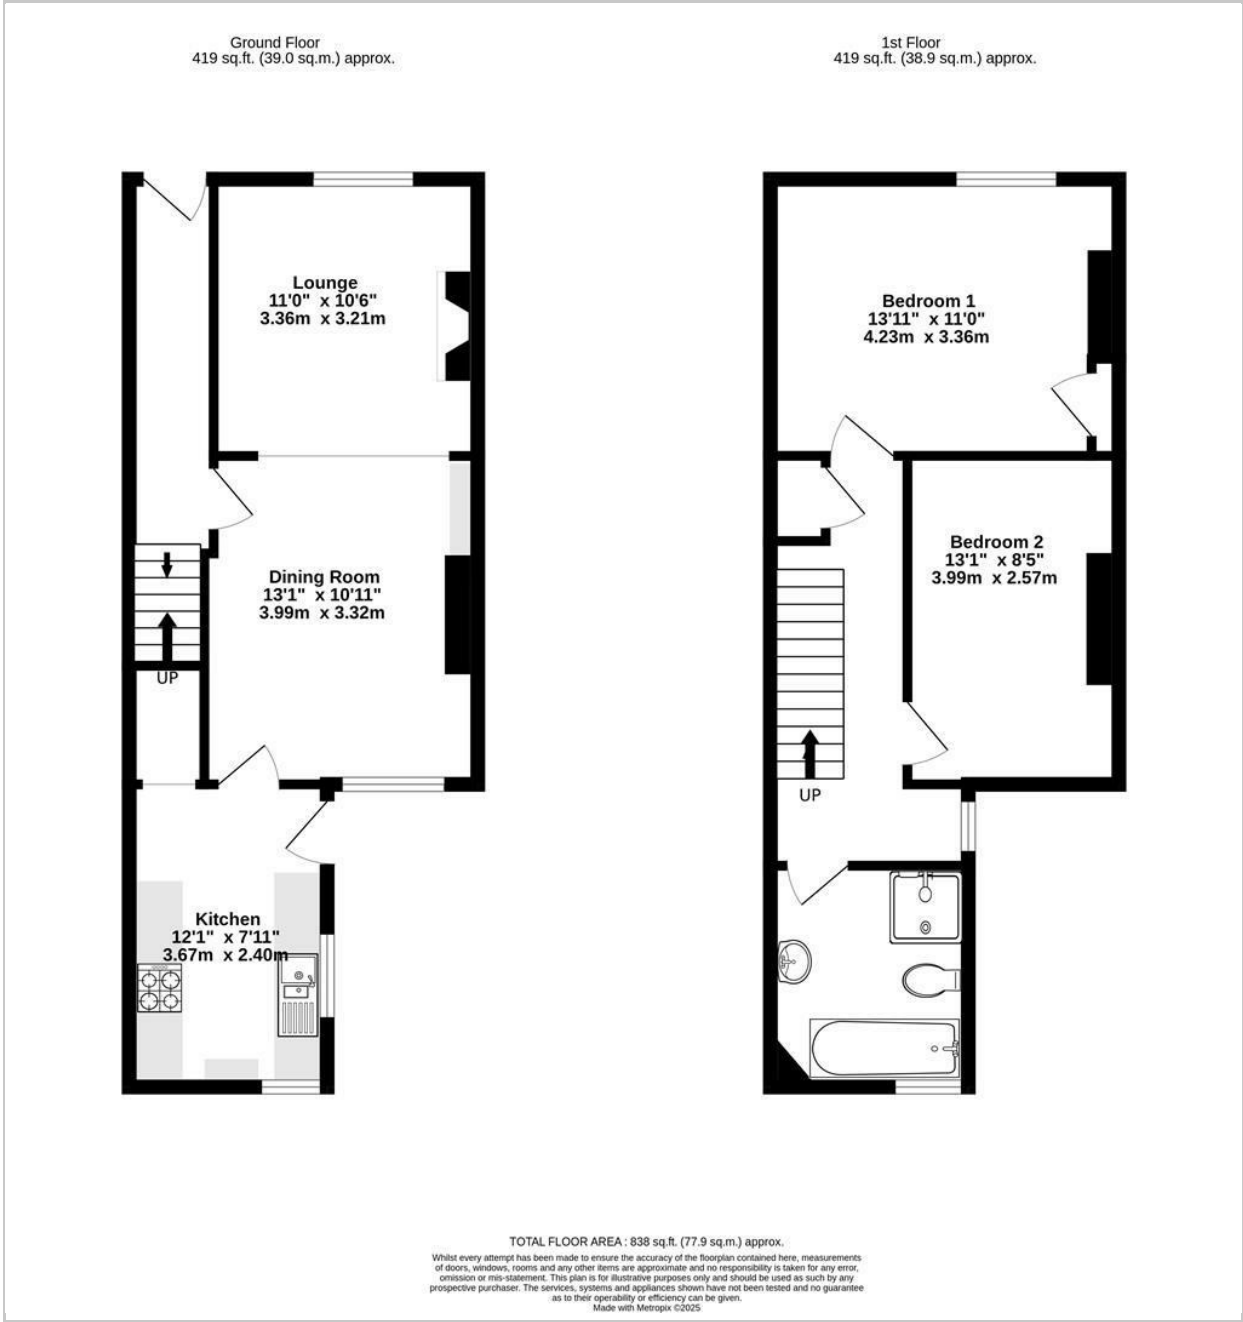 Ground Floor
419 sq.ft. (39.0 sq.m.) approx.
1st Floor
419 sq.ft. (38.9 sq.m.) approx.
Lounge
11'0" x 10'6"
3.36m x 3.21m
Dining Room
13'1" x 10'11"
3.99m x 3.32m
UP
Kitchen
12'1" x 7'11"
3.67m x 2.40m
Bedroom 1
13'11" x 11'0"
4.23m x 3.36m
Bedroom 2
13'1" x 8'5"
3.99m x 2.57m
UP
TOTAL FLOOR AREA : 838 sq.ft. (77.9 sq.m.) approx.
Whilst every attempt has been made to ensure the accuracy of the floorplan contained here, measurements
of doors, windows, rooms and any other items are approximate and no responsibility is taken for any error,
omission or mis-statement. This plan is for illustrative purposes only and should be used as such by any
prospective purchaser. The services, systems and appliances shown have not been tested and no guarantee
as to their operability or efficiency can be given.
Made with Metropix ©2025